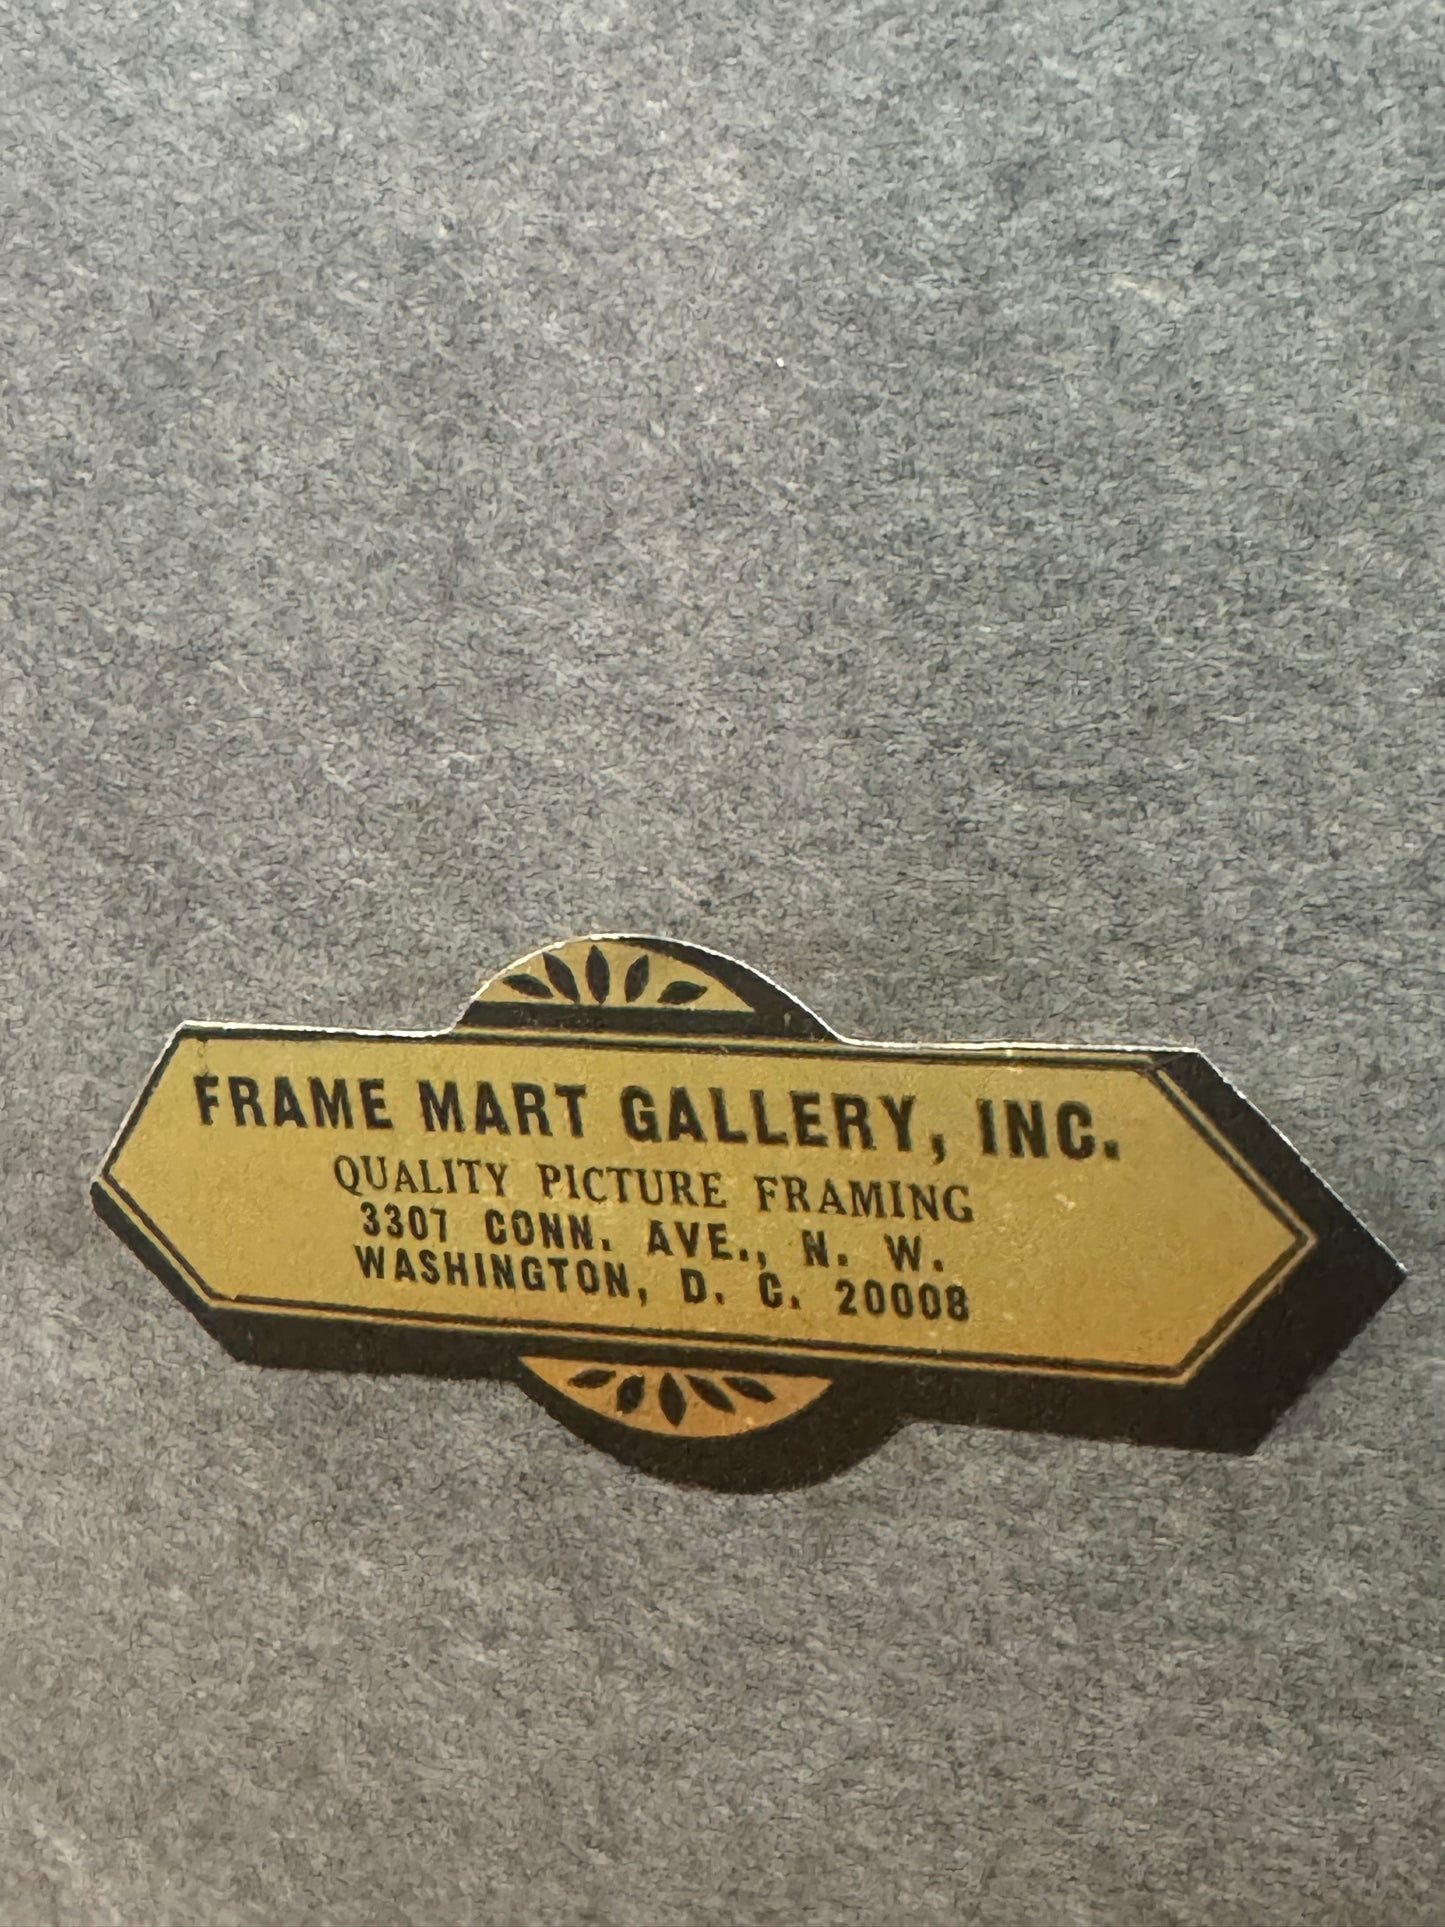 FRAME MART GALLERY, INC.
QUALITY PICTURE FRAMING
3307 CONN. AVE., N. W.
WASHINGTON, D. C. 20008